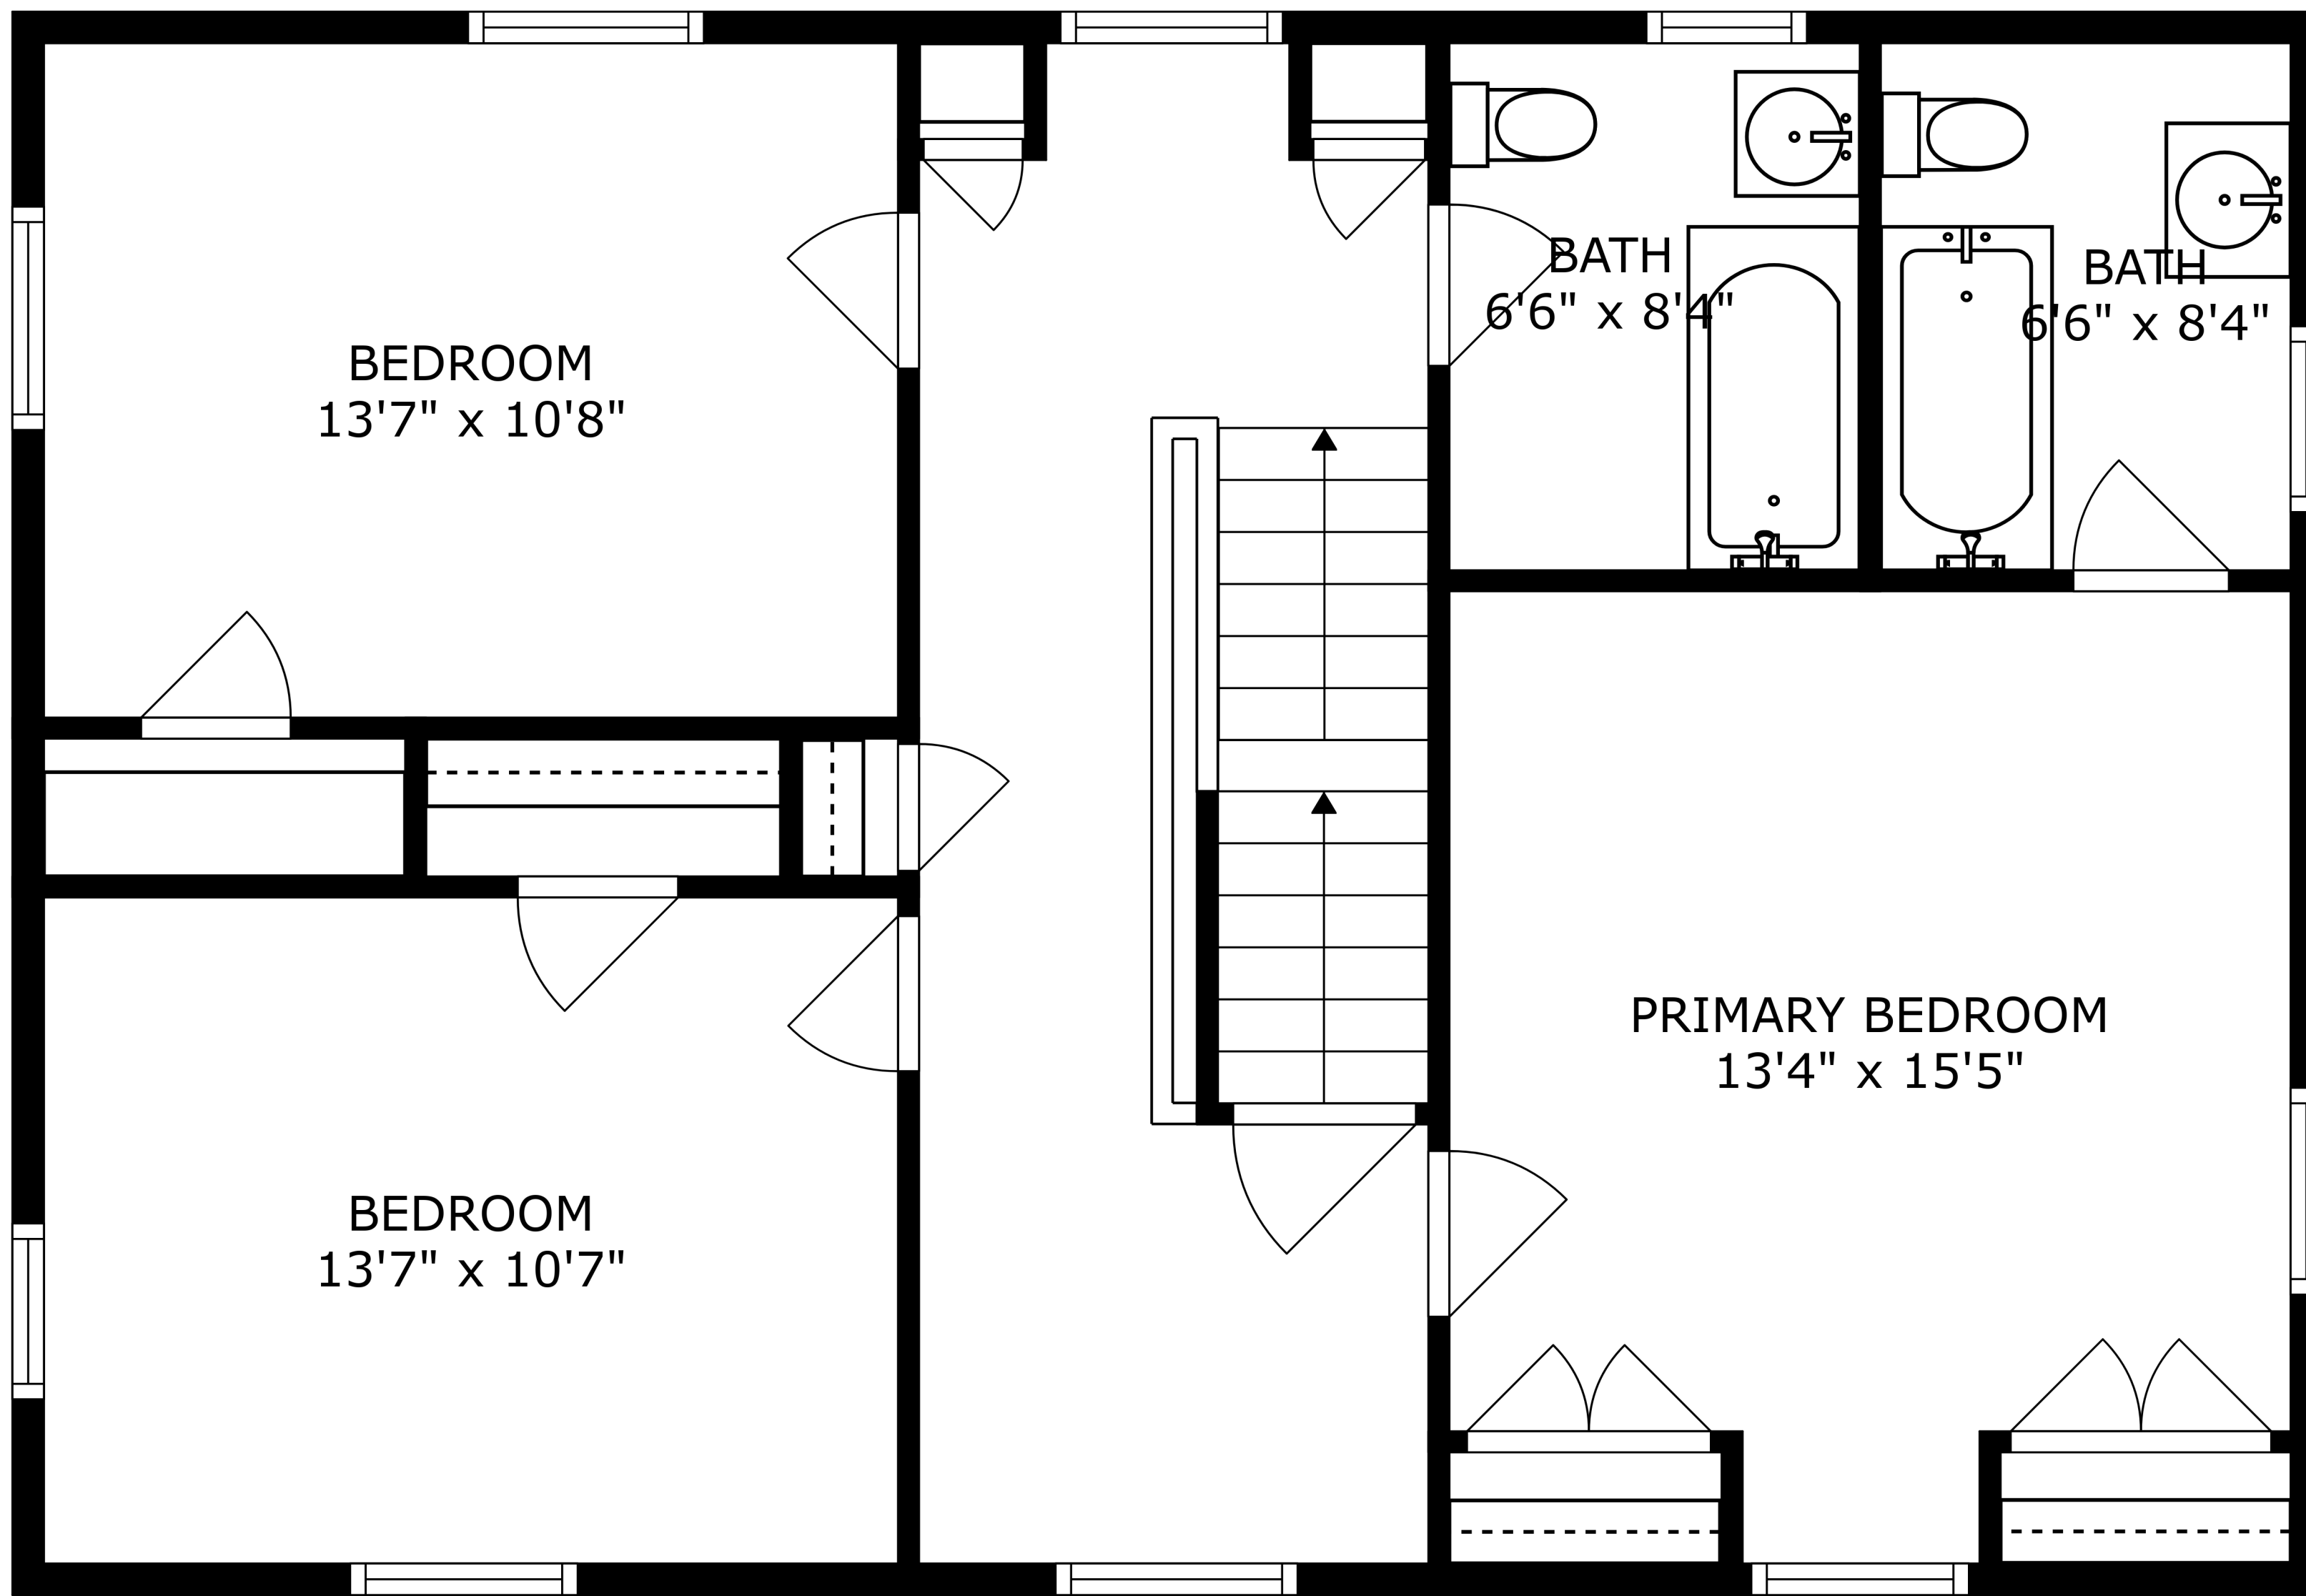 BATH
6'6" x 8'4"
BATH
6'6" x 8'4"
BEDROOM
13'7" x 10'8"
PRIMARY BEDROOM
13'4" x 15'5"
BEDROOM
13'7" x 10'7"